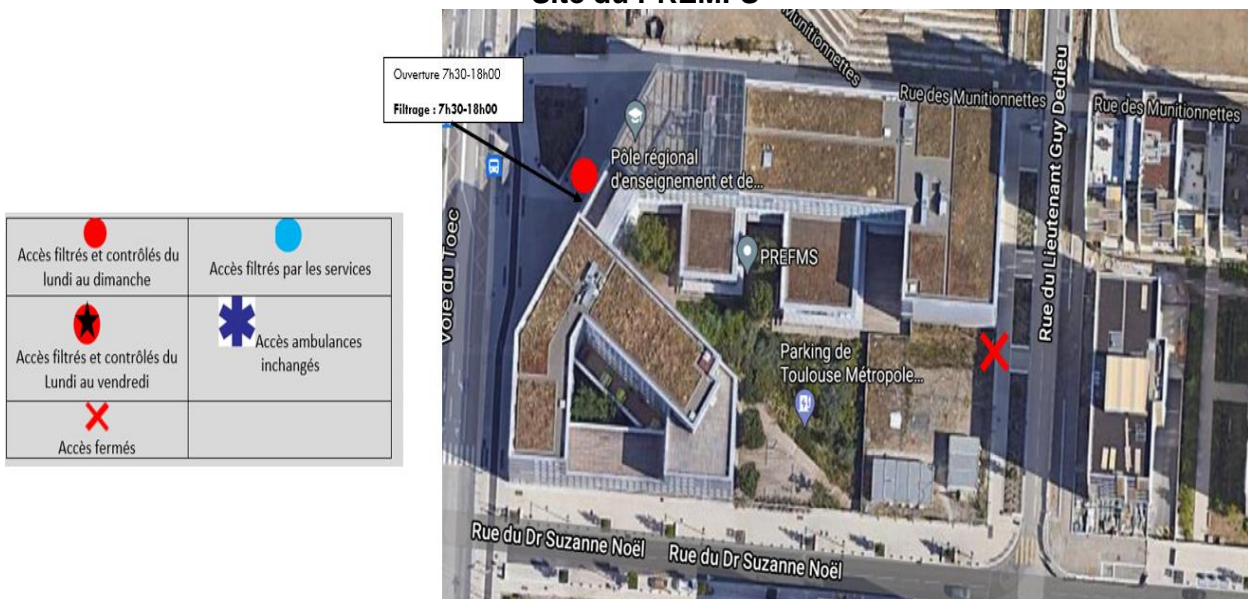 Site du PREMFS
Ouverture 7h30-18h00
Filtrage : 7h30-18h00
Accès filtrés et contrôlés du
lundi au dimanche
Accès filtrés par les services
Accès filtrés et contrôlés du
Lundi au vendredi
Accès ambulances
inchangés
Accès fermés
Munitionnettes
Rue des Munitionnettes
Rue des Munitionnettes
Pôle régional
d'enseignement et de...
PREFMS
Parking de
Toulouse Métropole...
Voie du Toec
Rue du Lieutenant Guy Dedieu
Rue du Dr Suzanne Noël
Rue du Dr Suzanne Noël